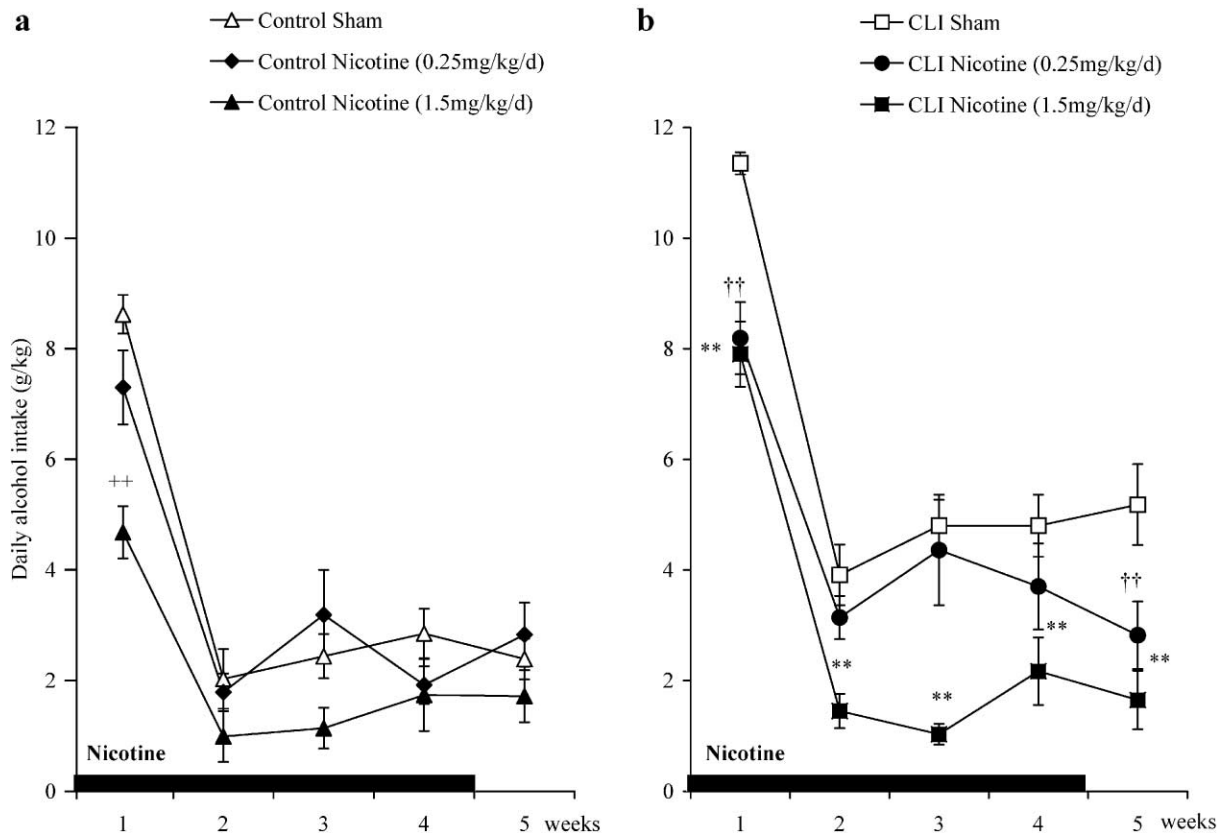 a
Control Sham
Control Nicotine (0.25mg/kg/d)
Control Nicotine (1.5mg/kg/d)
Daily alcohol intake (g/kg)
12
10
8
6
4
2
0
++
Nicotine
1 2 3 4 5 weeks
b
CLI Sham
CLI Nicotine (0.25mg/kg/d)
CLI Nicotine (1.5mg/kg/d)
12
10
8
6
4
2
0
††
**
**
**
**
††
**
Nicotine
1 2 3 4 5 weeks